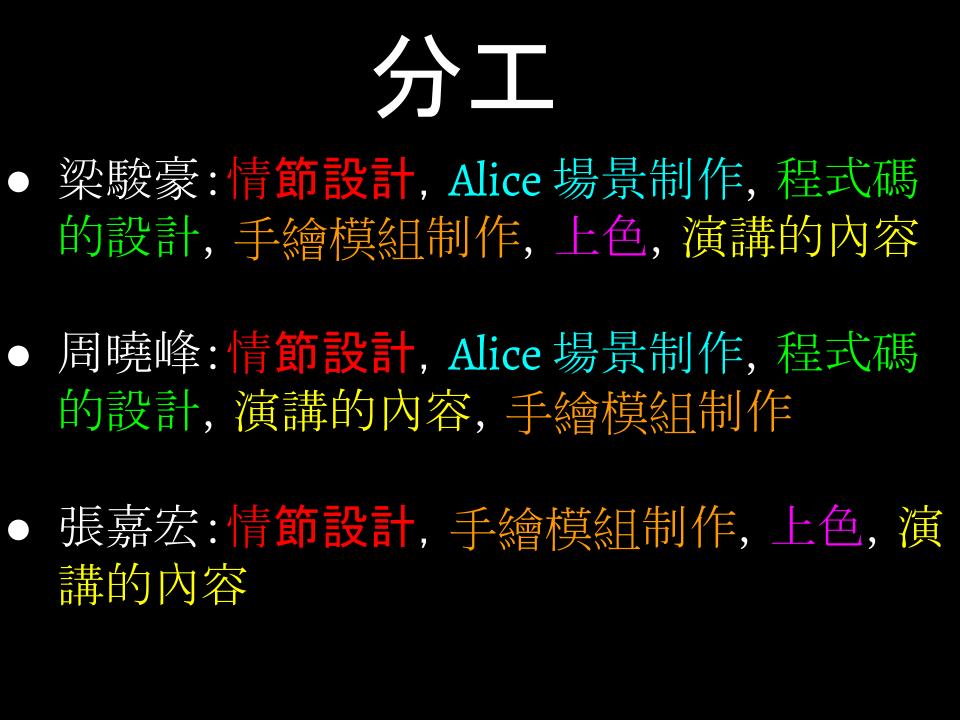 分工
● 梁駿豪:情節設計, Alice 場景制作, 程式碼
的設計, 手繪模組制作, 上色, 演講的內容
● 周曉峰:情節設計, Alice 場景制作, 程式碼
的設計, 演講的內容, 手繪模組制作
● 張嘉宏:情節設計, 手繪模組制作, 上色, 演
講的內容